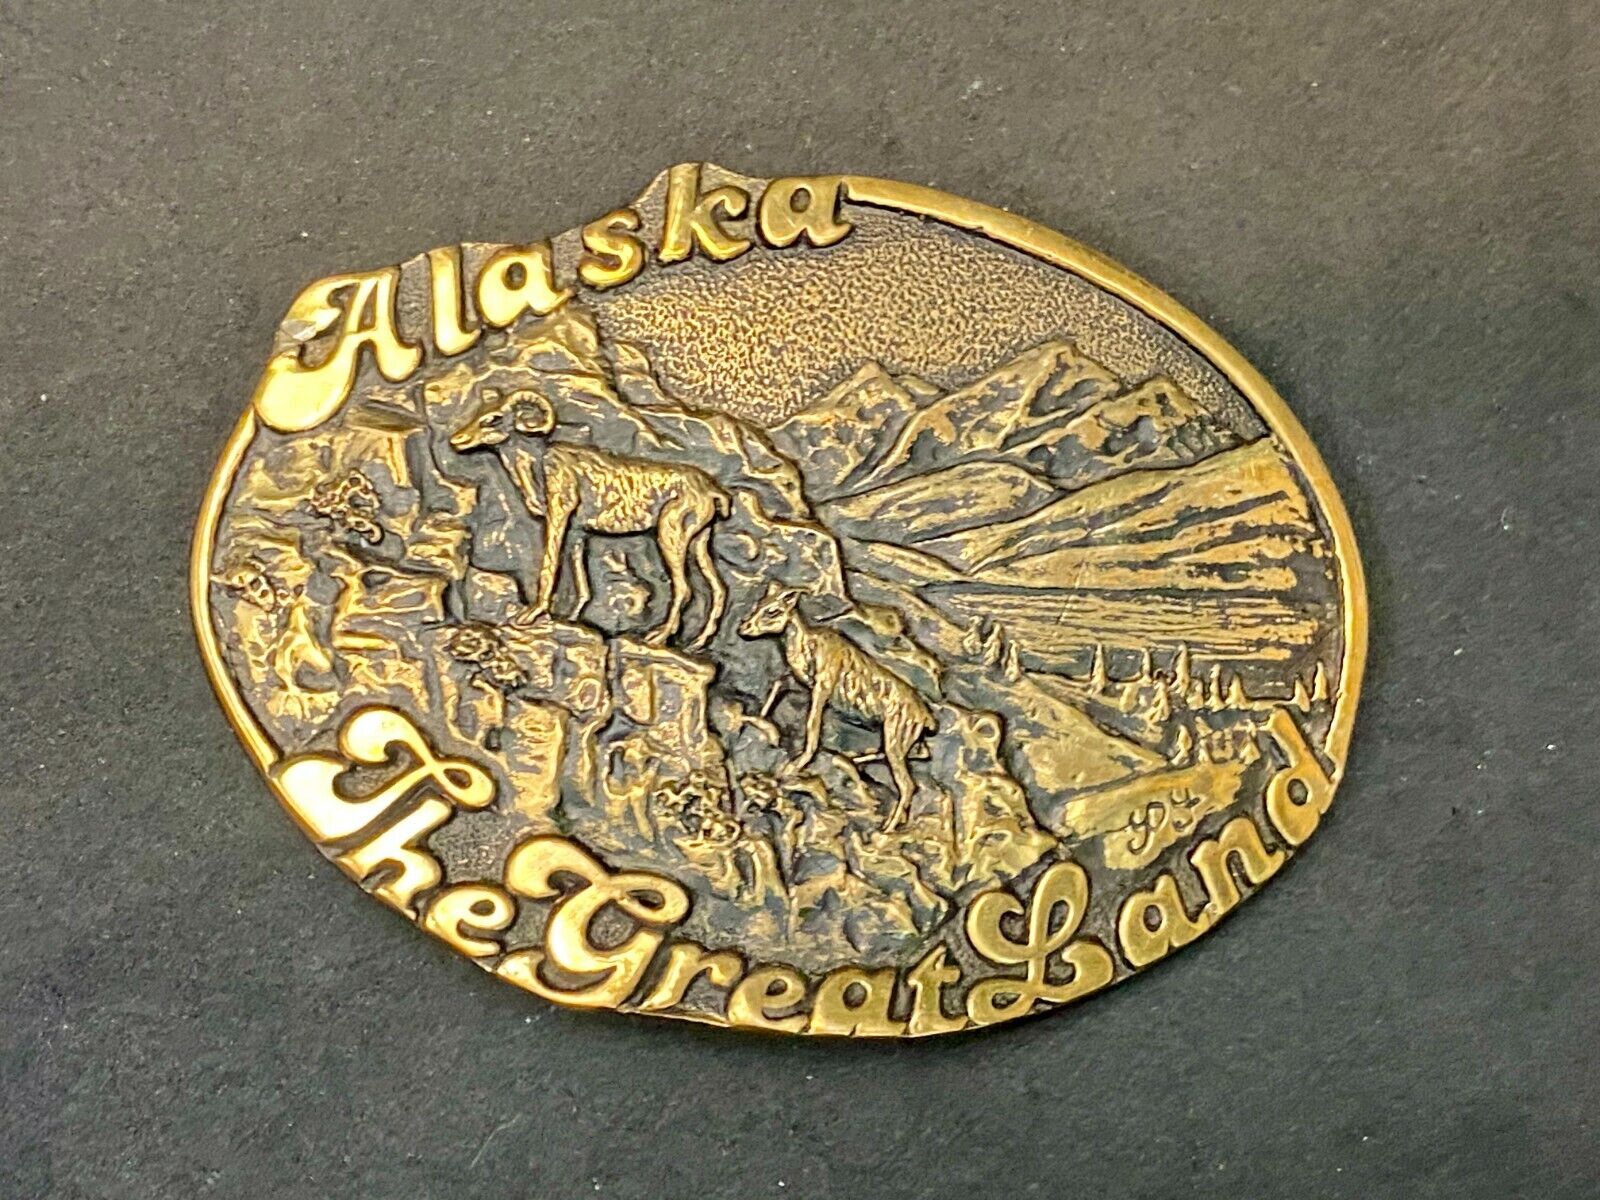 Alaska
The Great Land